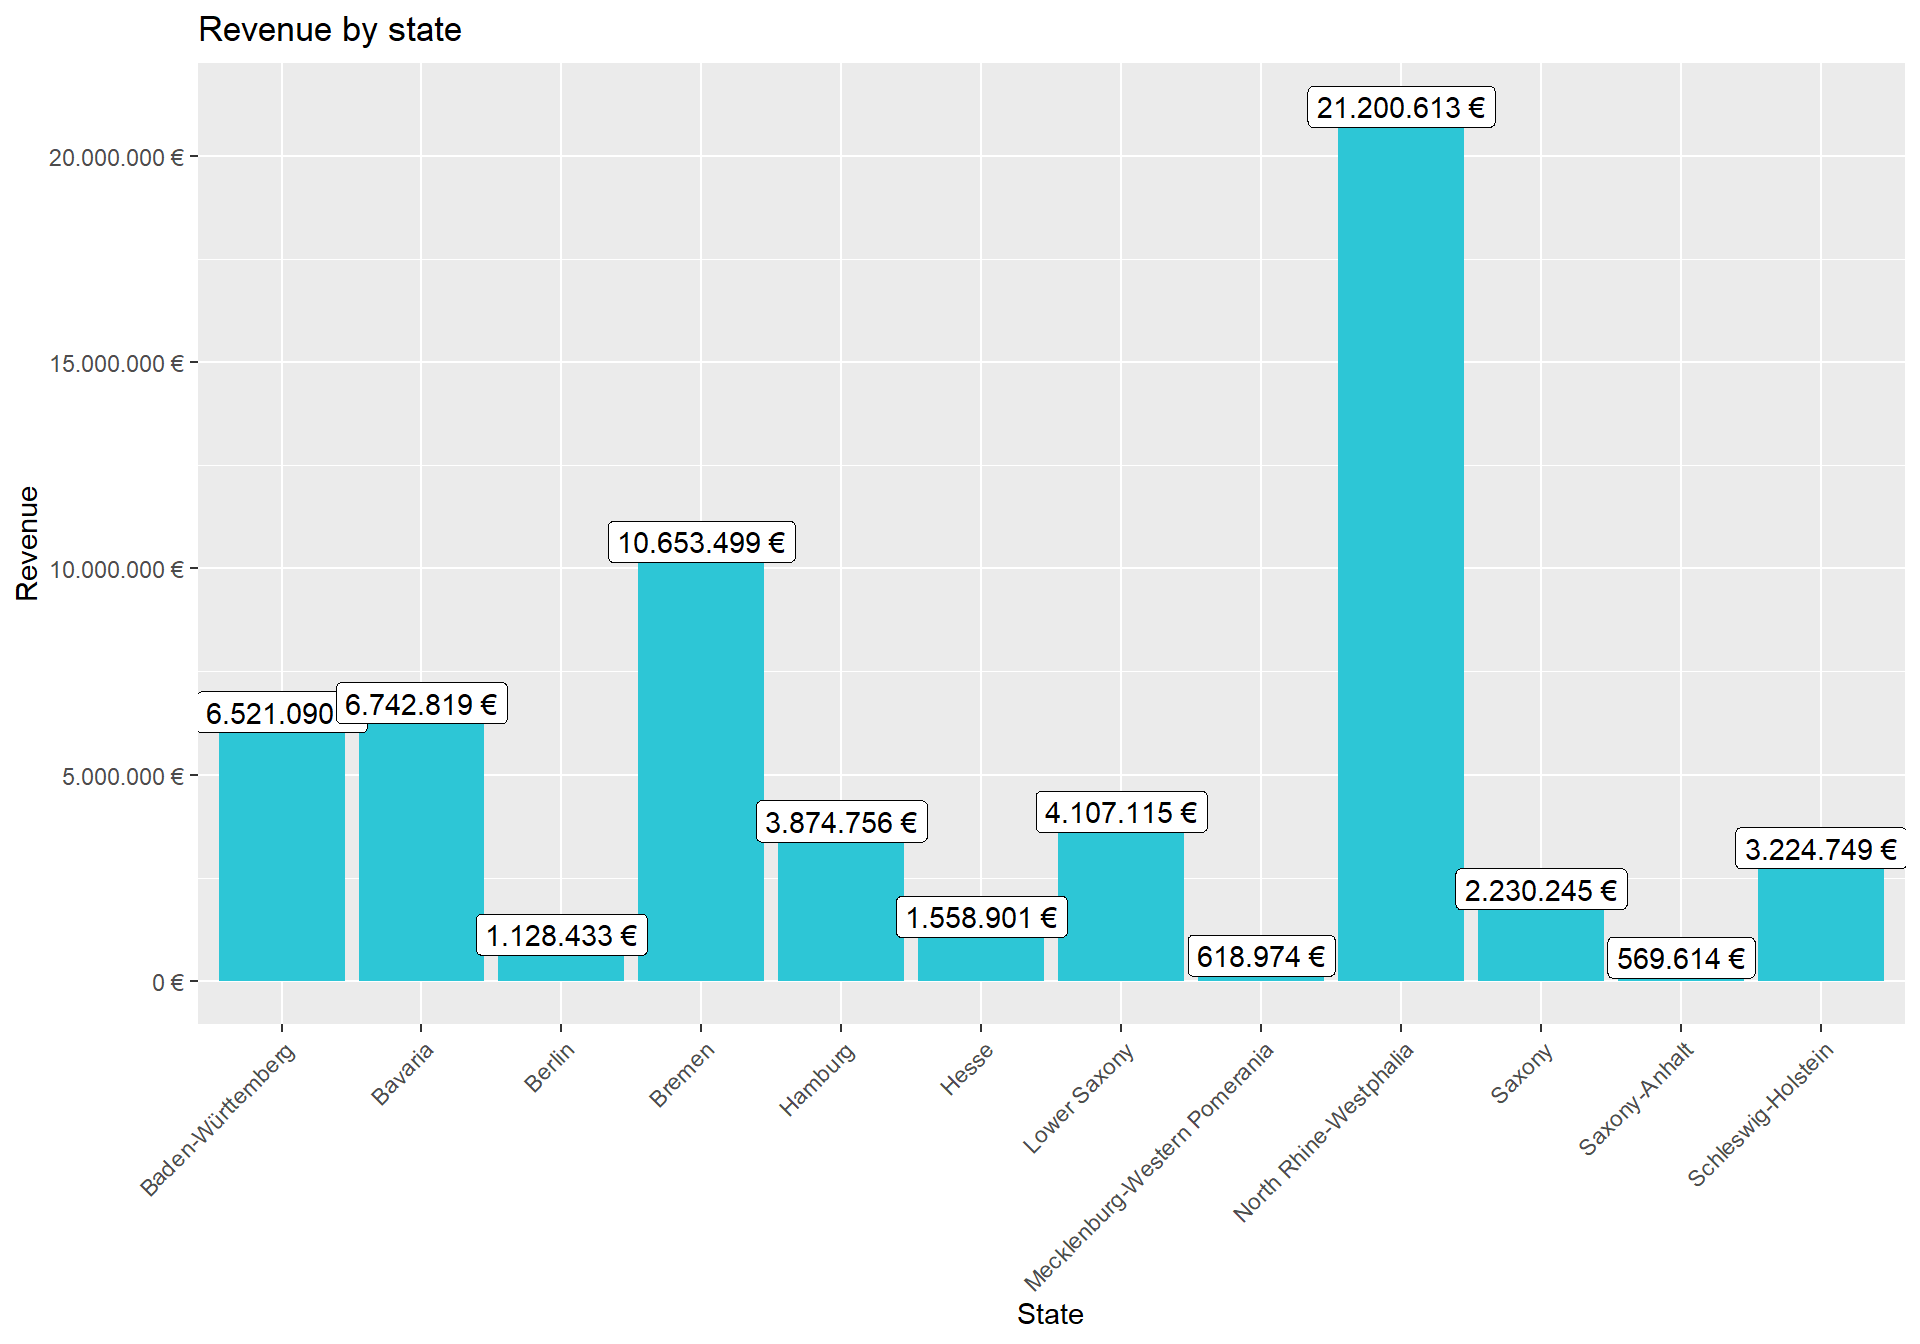 Revenue by state
Revenue
20.000.000 €
15.000.000 €
10.000.000 €
5.000.000 €
0 €
6.521.090
6.742.819 €
1.128.433 €
10.653.499 €
3.874.756 €
1.558.901 €
4.107.115 €
618.974 €
21.200.613 €
2.230.245 €
569.614 €
3.224.749 €
Baden-Württemberg
Bavaria
Berlin
Bremen
Hamburg
Hesse
Lower Saxony
Mecklenburg-Western Pomerania
North Rhine-Westphalia
Saxony
Saxony-Anhalt
Schleswig-Holstein
State